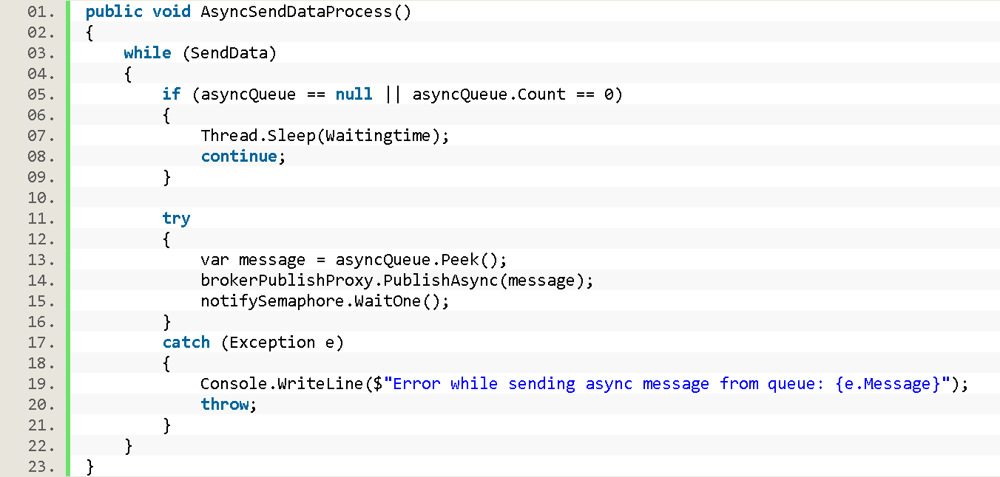 01. public void AsyncSendDataProcess()
02. {
03.     while (SendData)
04.     {
05.         if (asyncQueue == null || asyncQueue.Count == 0)
06.         {
07.             Thread.Sleep(Waitingtime);
08.             continue;
09.         }
10.
11.         try
12.         {
13.             var message = asyncQueue.Peek();
14.             brokerPublishProxy.PublishAsync(message);
15.             notifySemaphore.WaitOne();
16.         }
17.         catch (Exception e)
18.         {
19.             Console.WriteLine($"Error while sending async message from queue: {e.Message}");
20.             throw;
21.         }
22.     }
23. }